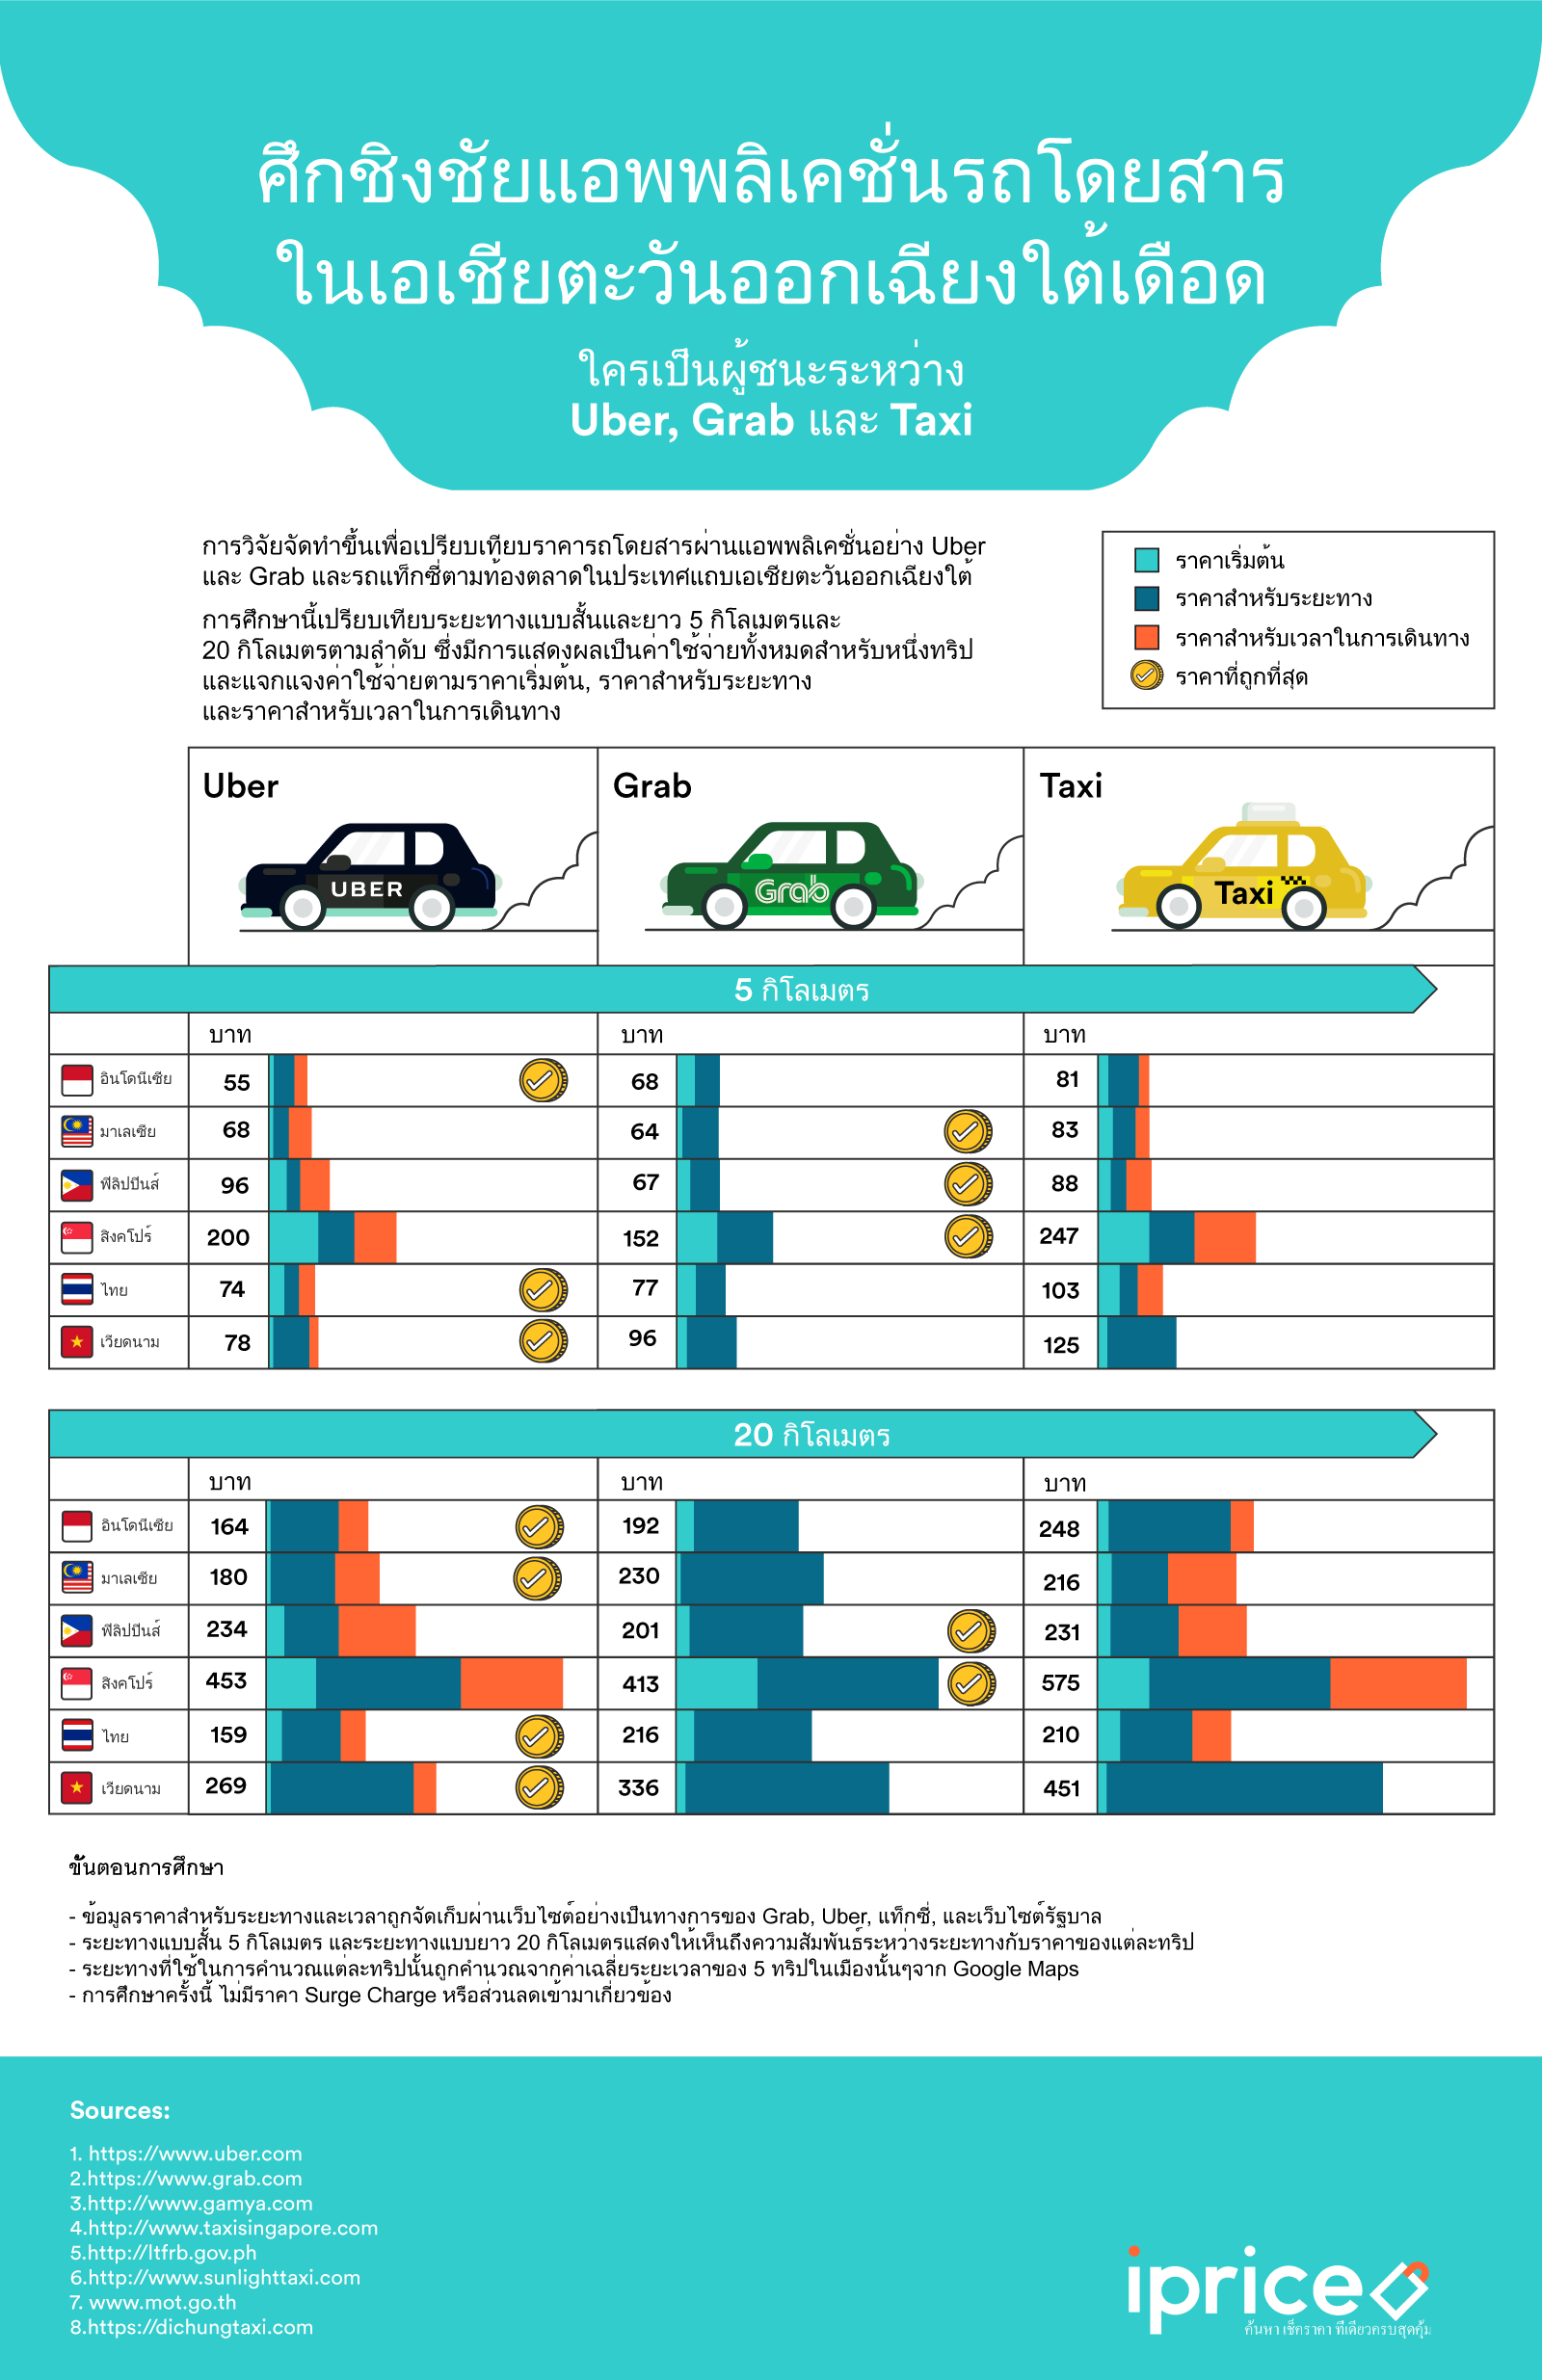 ศึกชิงชัยแอพพลิเคชั่นรถโดยสาร
ในเอเชียตะวันออกเฉียงใต้เดือด
ใครเป็นผู้ชนะระหว่าง
Uber, Grab และ Taxi
การวิจัยจัดทำขึ้นเพื่อเปรียบเทียบราคารถโดยสารผ่านแอพพลิเคชั่นอย่าง Uber
และ Grab และรถแท็กซี่ตามท้องตลาดในประเทศแถบเอเชียตะวันออกเฉียงใต้
การศึกษานี้เปรียบเทียบระยะทางแบบสั้นและยาว 5 กิโลเมตรและ
20 กิโลเมตรตามลำดับ ซึ่งมีการแสดงผลเป็นค่าใช้จ่ายทั้งหมดสำหรับหนึ่งทริป
และแจกแจงค่าใช้จ่ายตามราคาเริ่มต้น, ราคาสำหรับระยะทาง
และราคาสำหรับเวลาในการเดินทาง
ราคาเริ่มต้น
ราคาสำหรับระยะทาง
ราคาสำหรับเวลาในการเดินทาง
ราคาที่ถูกที่สุด
Uber Grab Taxi
UBER Grab Taxi
5 กิโลเมตร
บาท บาท บาท
อินโดนีเซีย 55 68 81
มาเลเซีย 68 64 83
ฟิลิปปินส์ 96 67 88
สิงคโปร์ 200 152 247
ไทย 74 77 103
เวียดนาม 78 96 125
20 กิโลเมตร
บาท บาท บาท
อินโดนีเซีย 164 192 248
มาเลเซีย 180 230 216
ฟิลิปปินส์ 234 201 231
สิงคโปร์ 453 413 575
ไทย 159 216 210
เวียดนาม 269 336 451
ขั้นตอนการศึกษา
- ข้อมูลราคาสำหรับระยะทางและเวลาถูกจัดเก็บผ่านเว็บไซต์อย่างเป็นทางการของ Grab, Uber, แท็กซี่, และเว็บไซต์รัฐบาล
- ระยะทางแบบสั้น 5 กิโลเมตร และระยะทางแบบยาว 20 กิโลเมตรแสดงให้เห็นถึงความสัมพันธ์ระหว่างระยะทางกับราคาของแต่ละทริป
- ระยะทางที่ใช้ในการคำนวณแต่ละทริปนั้นถูกคำนวณจากค่าเฉลี่ยระยะเวลาของ 5 ทริปในเมืองนั้นๆจาก Google Maps
- การศึกษาครั้งนี้ ไม่มีราคา Surge Charge หรือส่วนลดเข้ามาเกี่ยวข้อง
Sources:
1. https://www.uber.com
2.https://www.grab.com
3.http://www.gamya.com
4.http://www.taxisingapore.com
5.http://ltfrb.gov.ph
6.http://www.sunlighttaxi.com
7. www.mot.go.th
8.https://dichungtaxi.com
iprice
ค้นหา เช็คราคา ที่เดียวครบสุดคุ้ม